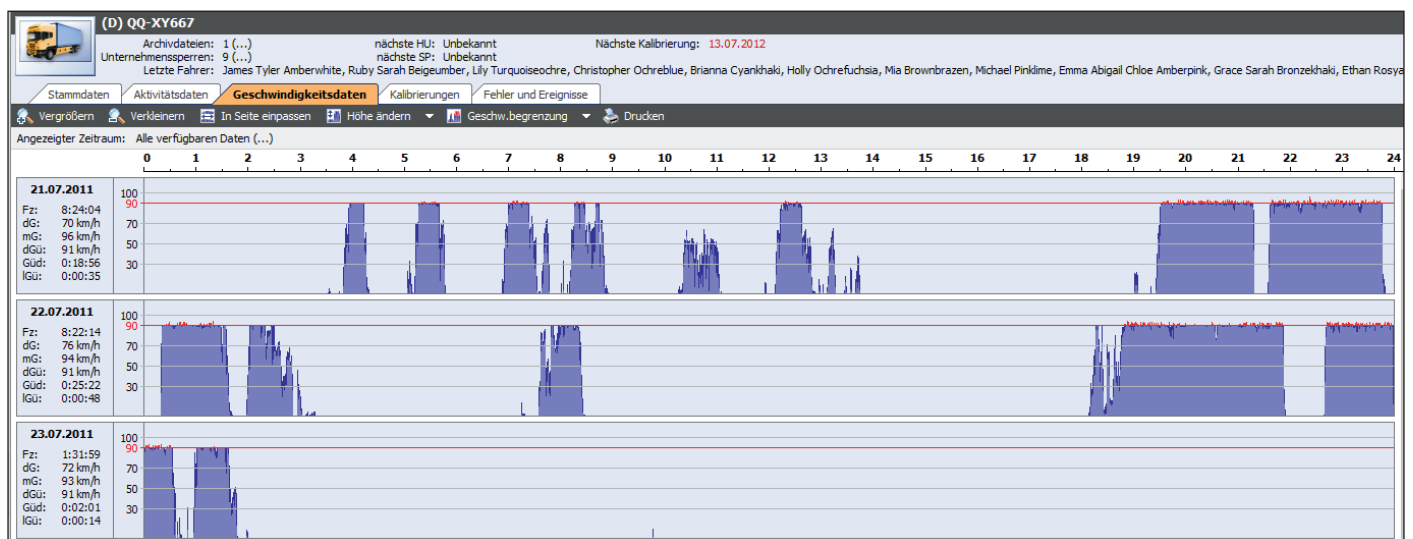 (D) QQ-XY667
Archivdateien: 1 (...) nächste HU: Unbekannt Nächste Kalibrierung: 13.07.2012
Unternehmenssperren: 9 (...) nächste SP: Unbekannt
Letzte Fahrer: James Tyler Amberwhite, Ruby Sarah Beigeumber, Lily Turquoiseochre, Christopher Ochreblue, Brianna Cyankhaki, Holly Ochrefuchsia, Mia Brownbrazen, Michael Pinklime, Emma Abigail Chloe Amberpink, Grace Sarah Bronzekhaki, Ethan Rosya
Stammdaten Aktivitätsdaten Geschwindigkeitsdaten Kalibrierungen Fehler und Ereignisse
Vergrößern Verkleinern In Seite einpassen Höhe ändern Geschw.begrenzung Drucken
Angezeigter Zeitraum: Alle verfügbaren Daten (...)
0 1 2 3 4 5 6 7 8 9 10 11 12 13 14 15 16 17 18 19 20 21 22 23 24
21.07.2011
Fz: 8:24:04
dG: 70 km/h
mG: 96 km/h
dGü: 91 km/h
Güd: 0:18:56
lGü: 0:00:35
100
90
70
50
30
22.07.2011
Fz: 8:22:14
dG: 76 km/h
mG: 94 km/h
dGü: 91 km/h
Güd: 0:25:22
lGü: 0:00:48
100
90
70
50
30
23.07.2011
Fz: 1:31:59
dG: 72 km/h
mG: 93 km/h
dGü: 91 km/h
Güd: 0:02:01
lGü: 0:00:14
100
90
70
50
30